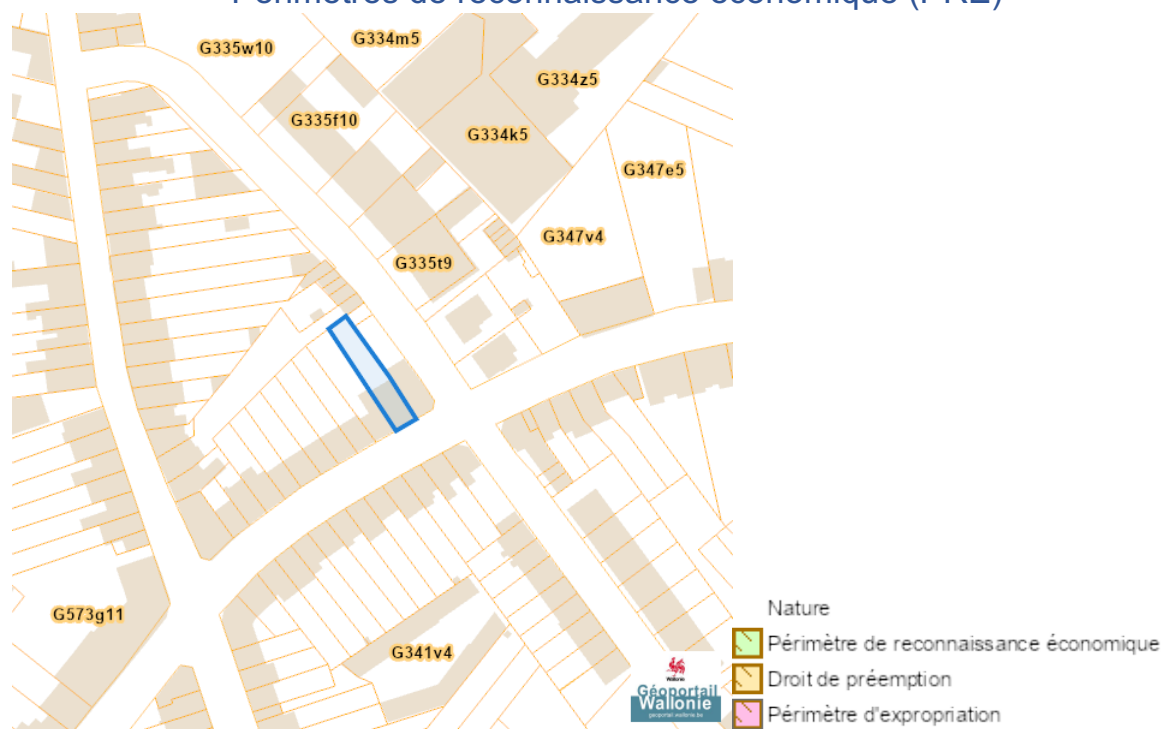 Périmètres de reconnaissance économique (PRE)
G335w10
G334m5
G334z5
G335f10
G334k5
G347e5
G347v4
G335t9
G573g11
G341v4
Wallonie
Géoportail
Wallonie
geoportail.wallonie.be
Nature
Périmètre de reconnaissance économique
Droit de préemption
Périmètre d'expropriation